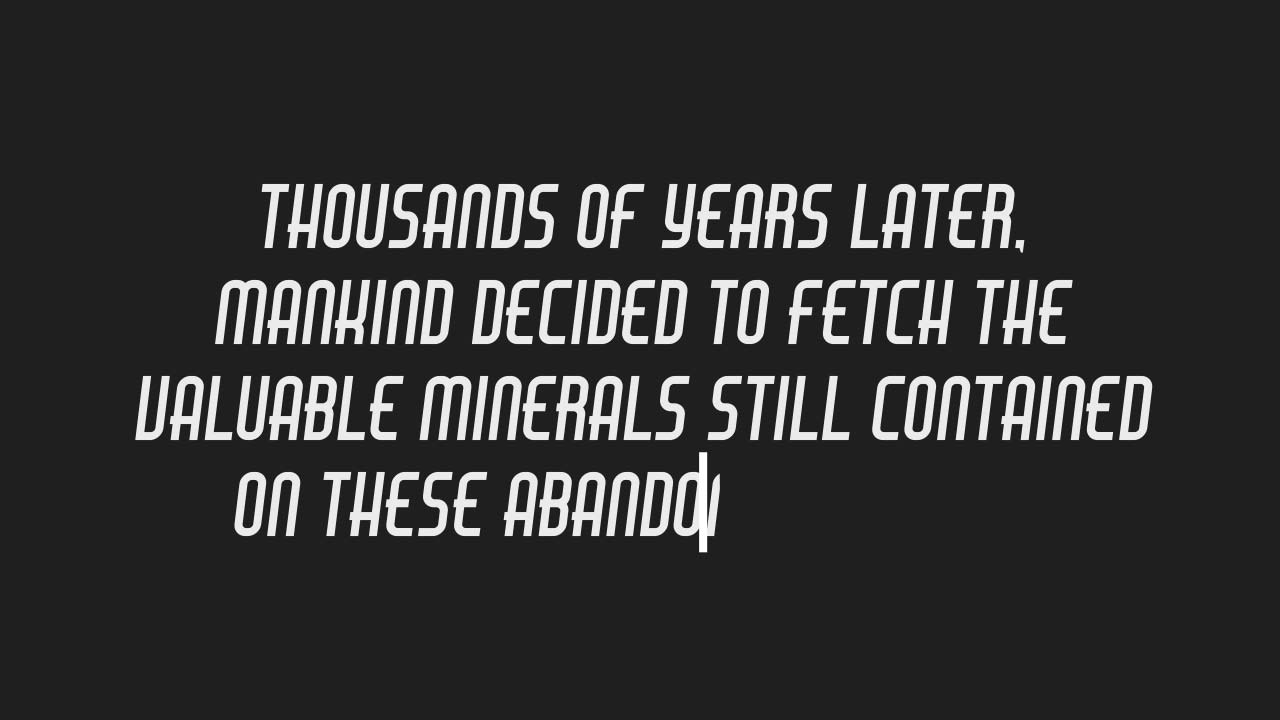 THOUSANDS OF YEARS LATER,
MANKIND DECIDED TO FETCH THE
VALUABLE MINERALS STILL CONTAINED
ON THESE ABANDO